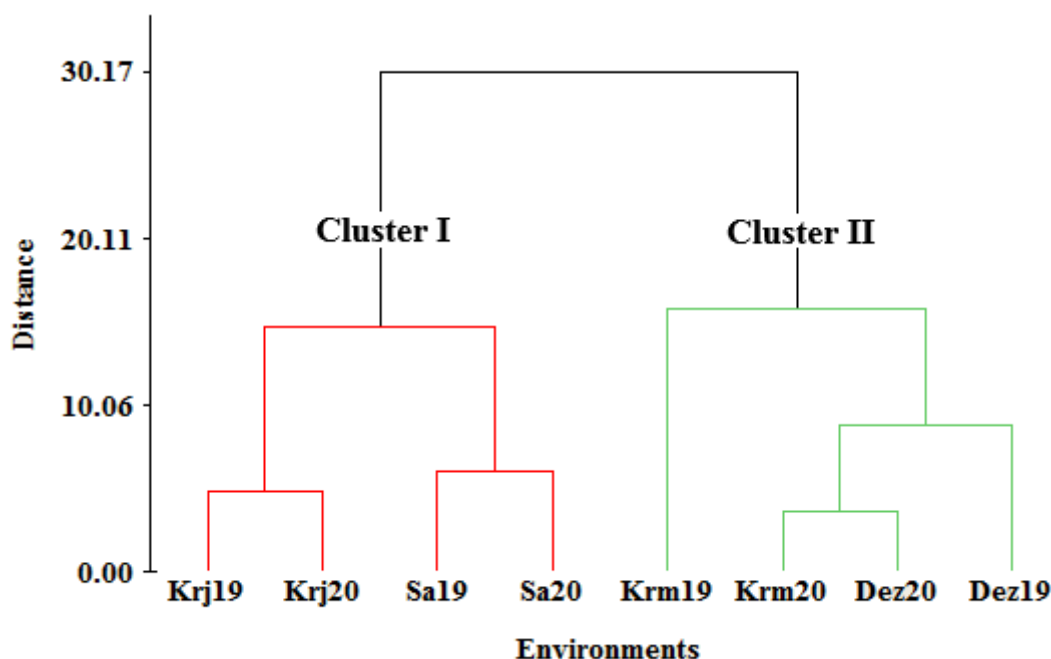 30.17
20.11
10.06
0.00
Distance
Cluster I
Cluster II
Krj19 Krj20 Sa19 Sa20 Krm19 Krm20 Dez20 Dez19
Environments